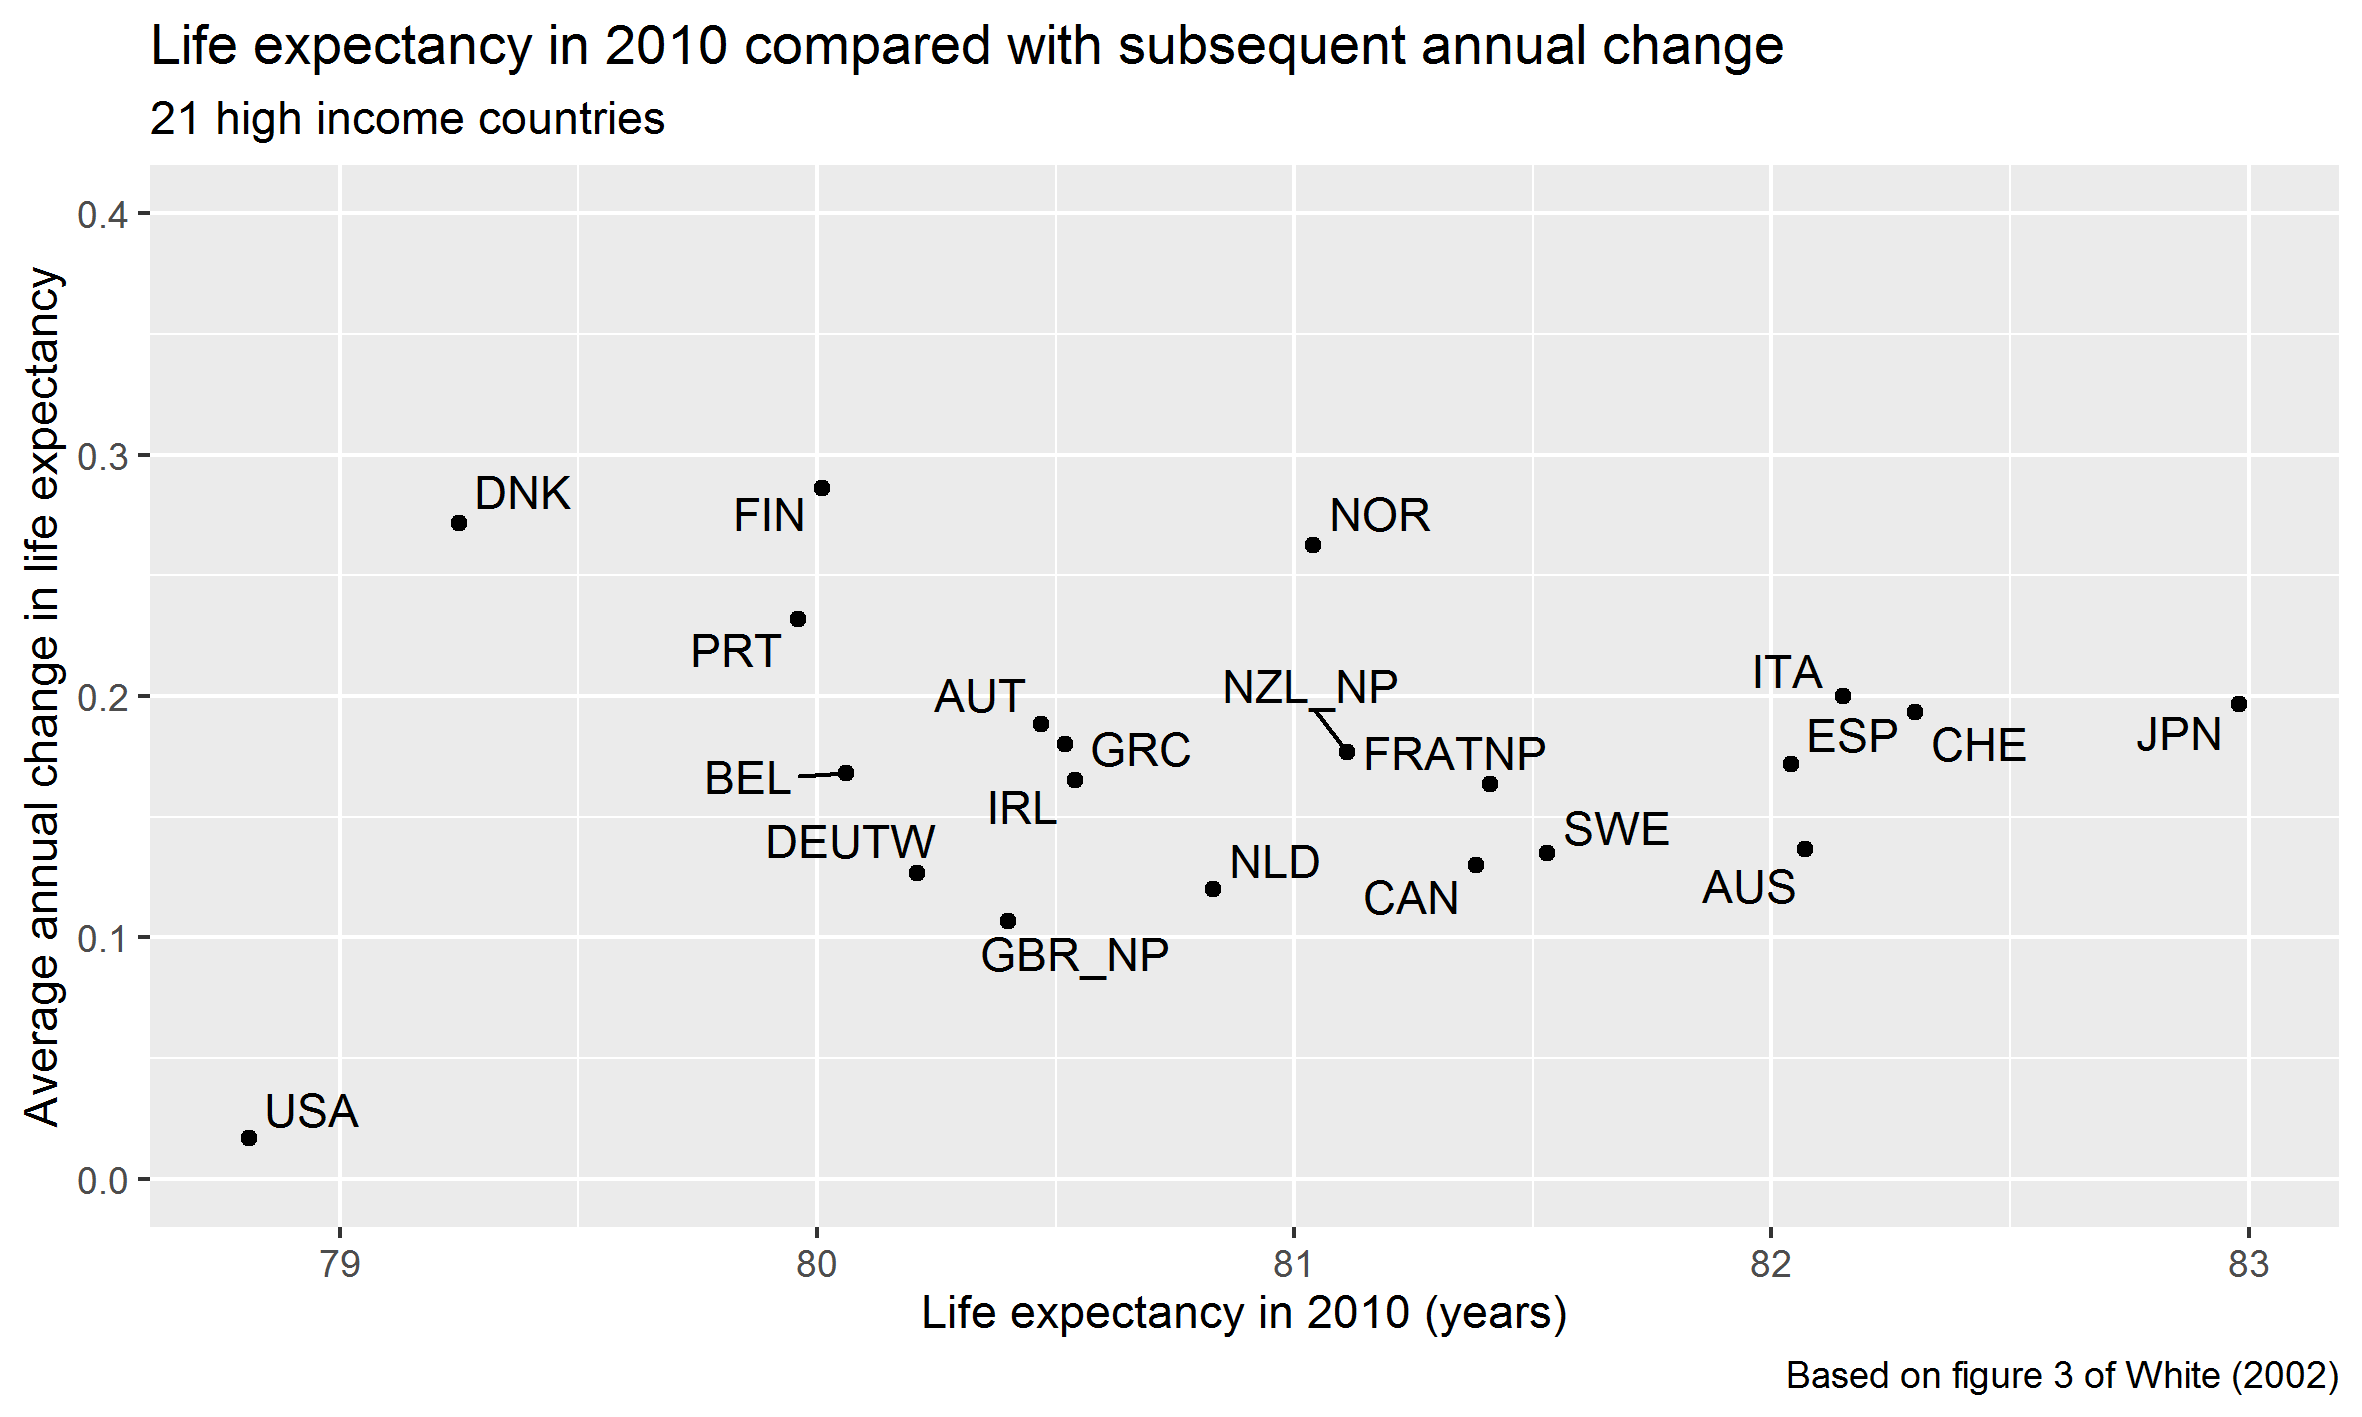 Life expectancy in 2010 compared with subsequent annual change
21 high income countries
Average annual change in life expectancy
0.4
0.3
0.2
0.1
0.0
DNK
FIN
NOR
PRT
ITA
NZL_NP
AUT
JPN
ESP
CHE
GRC
FRATNP
BEL
IRL
SWE
DEUTW
NLD
AUS
CAN
GBR_NP
USA
79
80
81
82
83
Life expectancy in 2010 (years)
Based on figure 3 of White (2002)